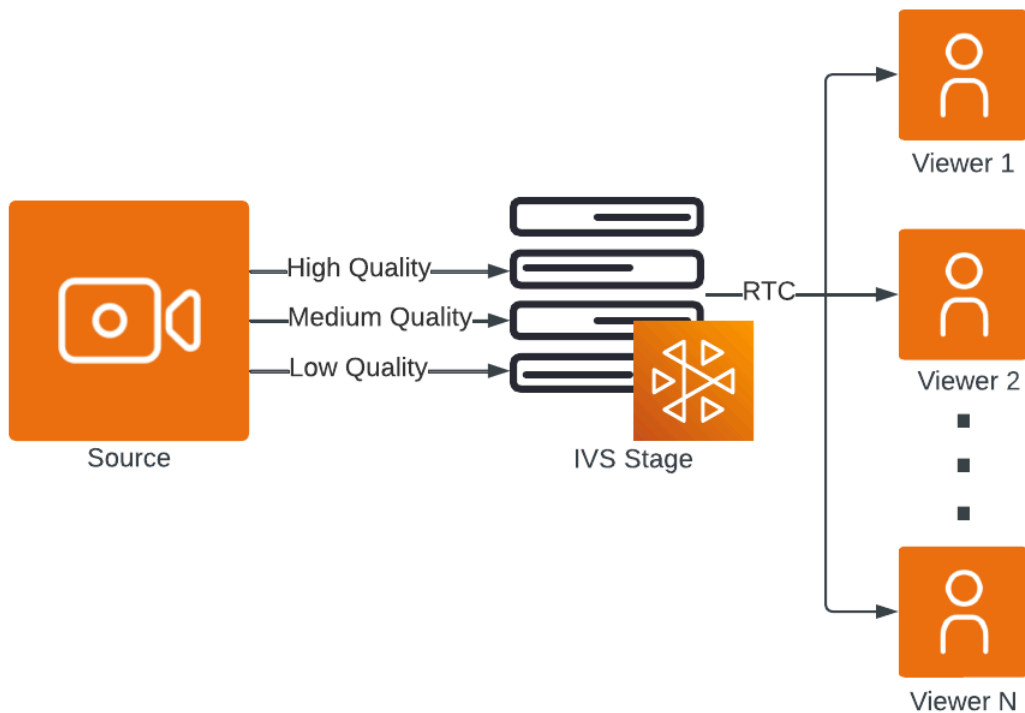 Source
High Quality
Medium Quality
Low Quality
IVS Stage
RTC
Viewer 1
Viewer 2
Viewer N